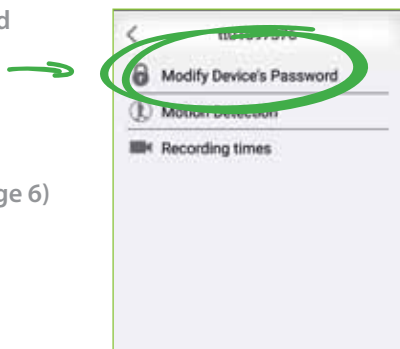 d
Modify Device's Password
Motion Detection
Recording times
ge 6)